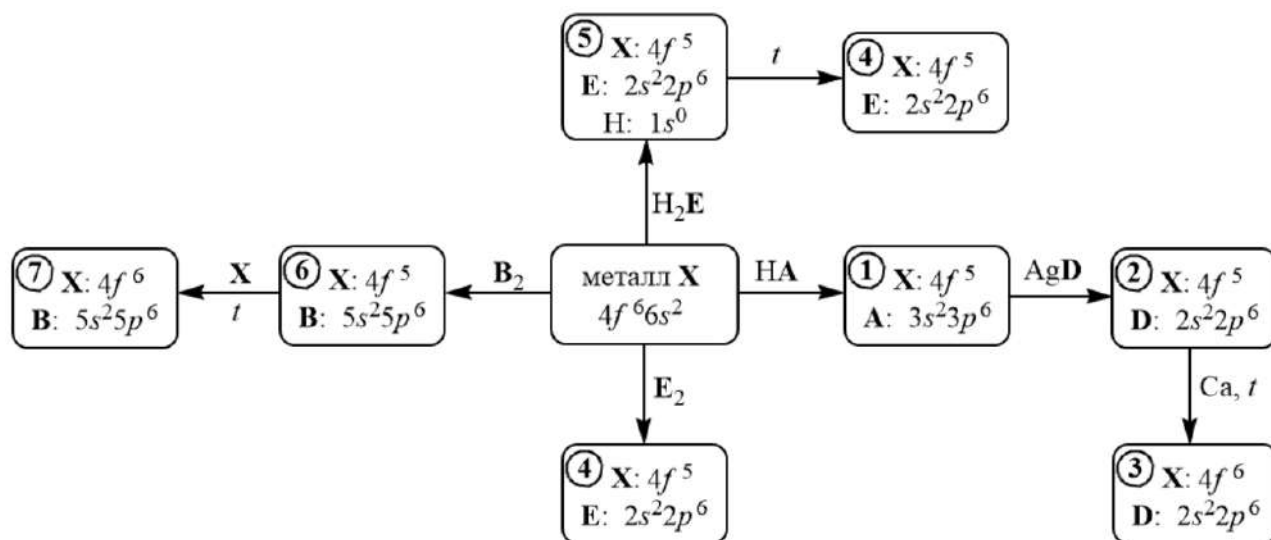 ⑤ X: 4f⁵
E: 2s²2p⁶
H: 1s⁰
t
④ X: 4f⁵
E: 2s²2p⁶
H₂E
⑦ X: 4f⁶
B: 5s²5p⁶
X
t
⑥ X: 4f⁵
B: 5s²5p⁶
B₂
металл X
4f⁶6s²
HA
① X: 4f⁵
A: 3s²3p⁶
AgD
② X: 4f⁵
D: 2s²2p⁶
E₂
Ca, t
④ X: 4f⁵
E: 2s²2p⁶
③ X: 4f⁶
D: 2s²2p⁶